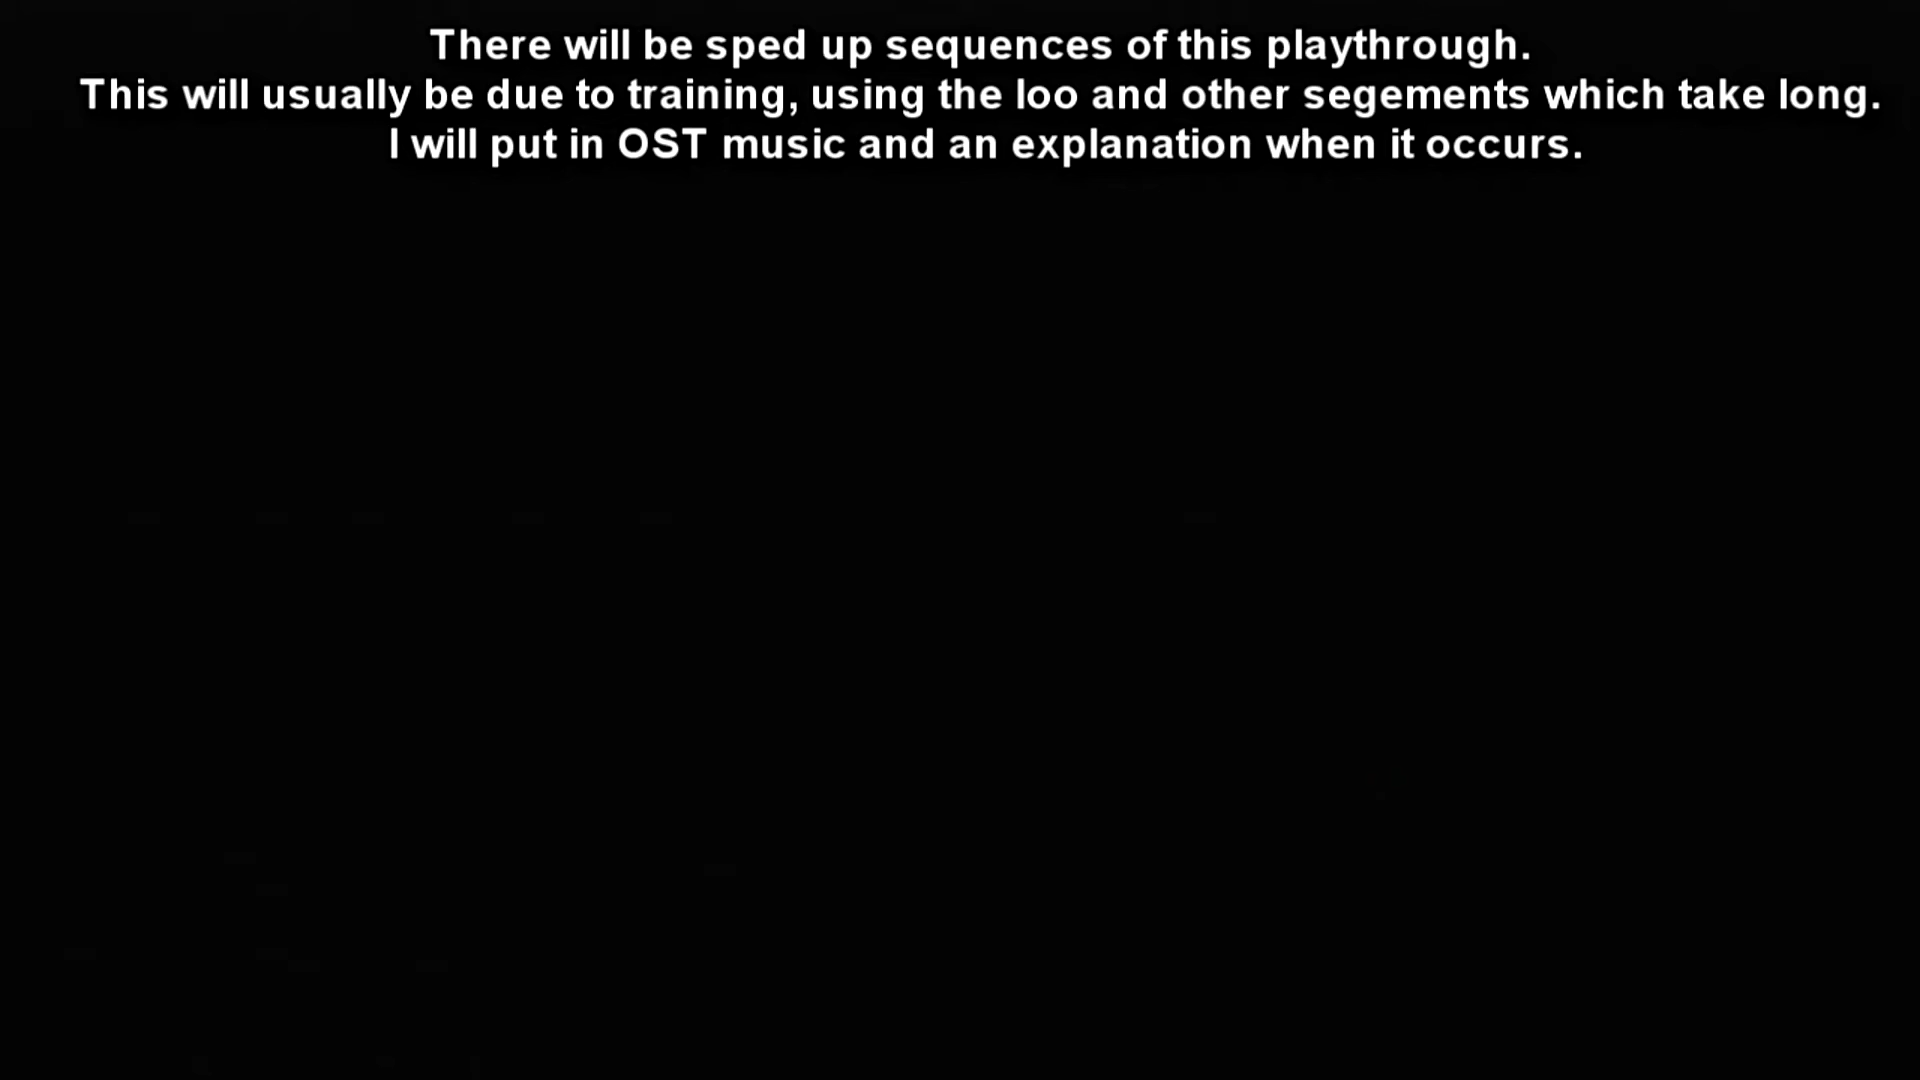 There will be sped up sequences of this playthrough.
This will usually be due to training, using the loo and other segements which take long.
I will put in OST music and an explanation when it occurs.